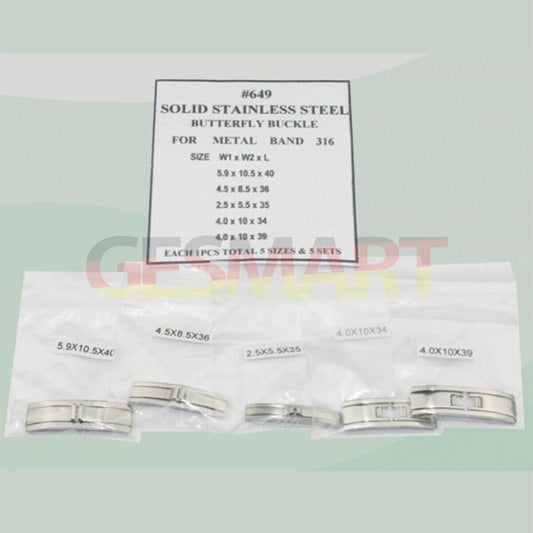 #649
SOLID STAINLESS STEEL
BUTTERFLY BUCKLE
FOR METAL BAND 316
SIZE W1 x W2 x L
5.9 x 10.5 x 40
4.5 x 8.5 x 36
2.5 x 5.5 x 35
4.0 x 10 x 34
4.0 x 10 x 39
EACH 1PCS TOTAL 5 SIZES & 5 SETS
GESMART
5.9X10.5X40
4.5X8.5X36
2.5X5.5X35
4.0X10X34
4.0X10X39